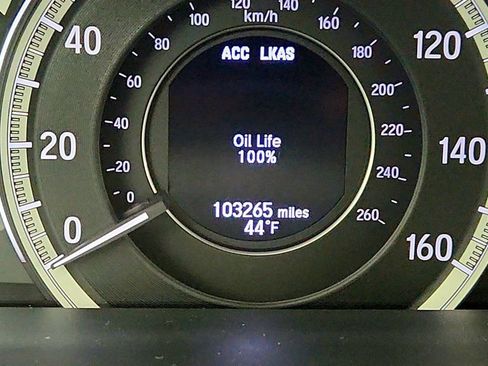 120 140
100 km/h 160
80 180
60 200
40 220
20 240
0 260
40 120
20 140
0 160
ACC LKAS
Oil Life
100%
103265 miles
44°F